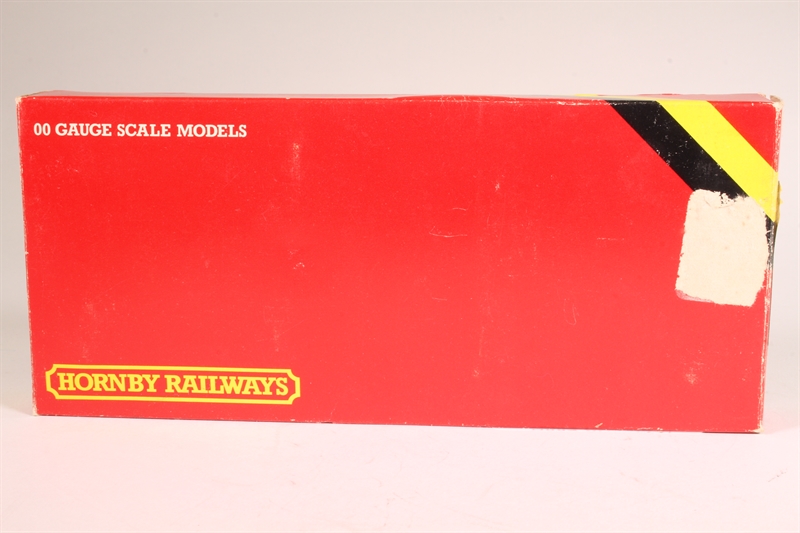 00 GAUGE SCALE MODELS
HORNBY RAILWAYS